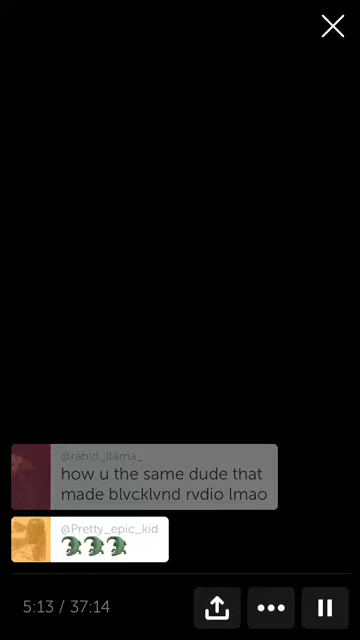 @rabid_llama_
how u the same dude that
made blvcklvnd rvdio lmao
@Pretty_epic_kid
🐊🐊🐊
5:13 / 37:14